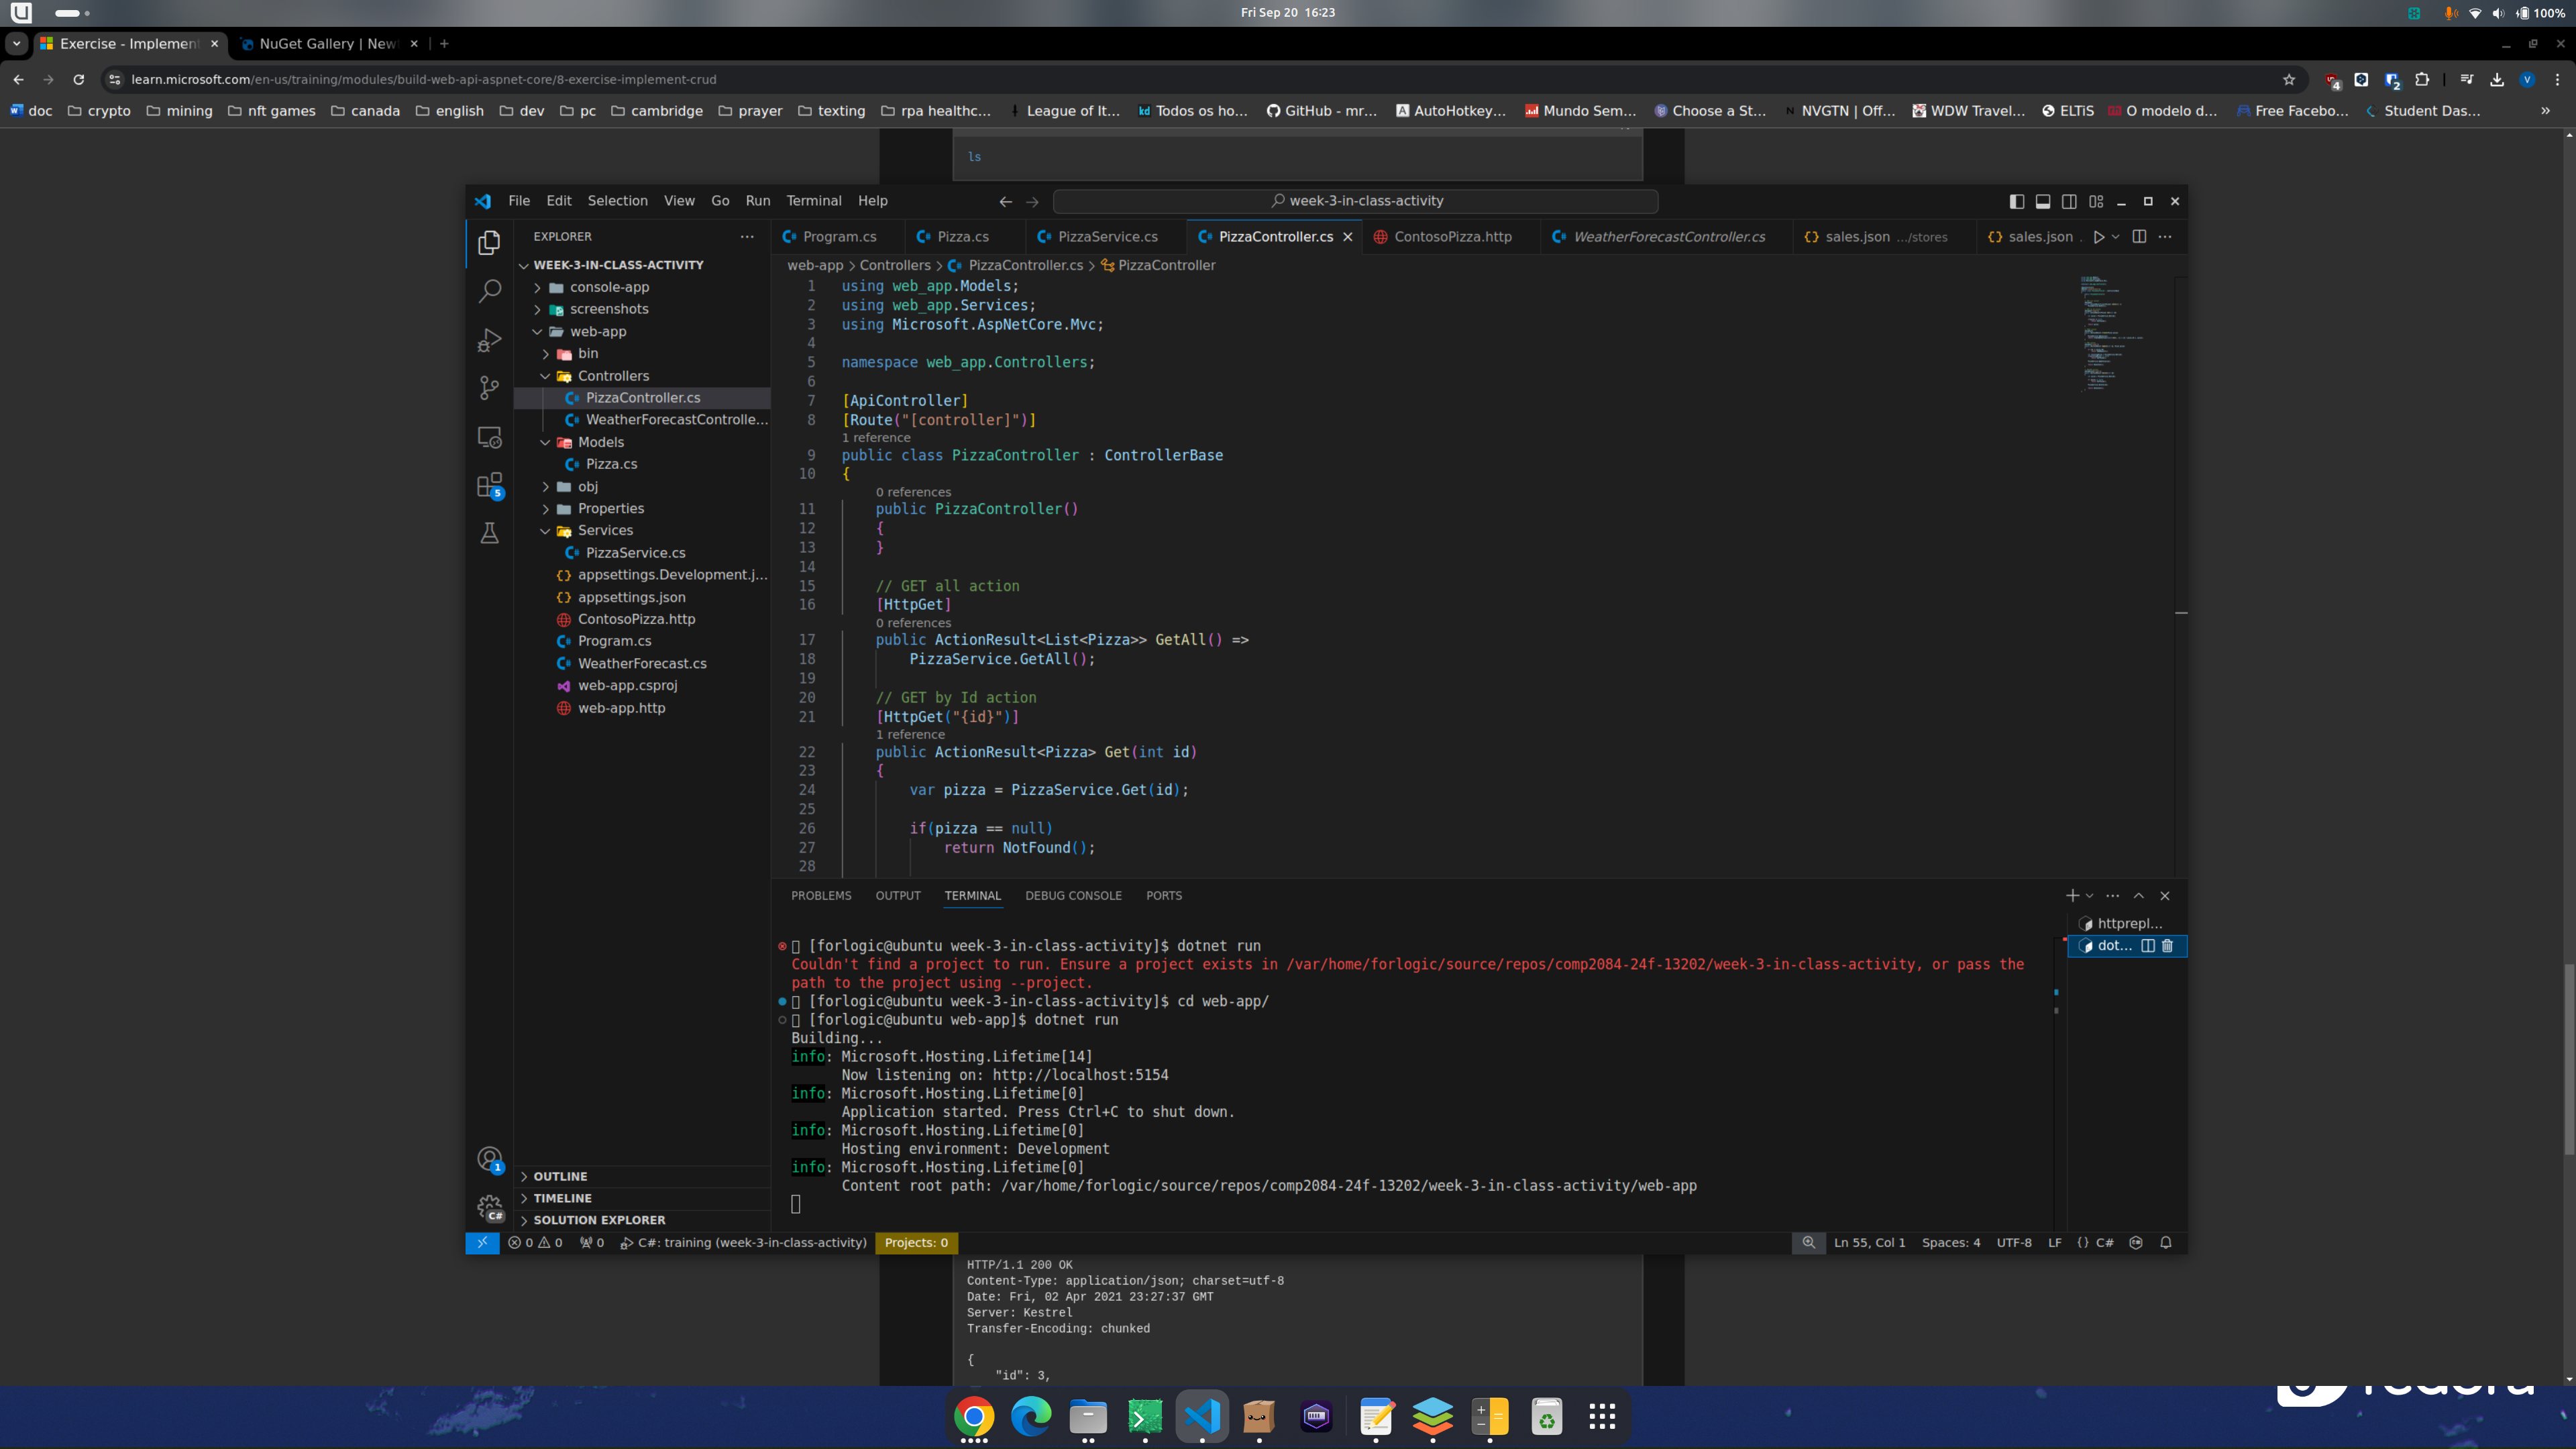 Fri Sep 20 16:23
100%
Exercise - Implement
NuGet Gallery | New
learn.microsoft.com/en-us/training/modules/build-web-api-aspnet-core/8-exercise-implement-crud
4
2
V
doc crypto mining nft games canada english dev pc cambridge prayer texting rpa healthc... League of It... Todos os ho... GitHub - mr... AutoHotkey... Mundo Sem... Choose a St... NVGTN | Off... WDW Travel... ELTiS O modelo d... Free Facebo... Student Das...
ls
File Edit Selection View Go Run Terminal Help
week-3-in-class-activity
EXPLORER
Program.cs Pizza.cs PizzaService.cs PizzaController.cs ContosoPizza.http WeatherForecastController.cs sales.json .../stores sales.json
web-app > Controllers > PizzaController.cs > PizzaController
WEEK-3-IN-CLASS-ACTIVITY
console-app
screenshots
web-app
bin
Controllers
PizzaController.cs
WeatherForecastControlle...
Models
Pizza.cs
obj
Properties
Services
PizzaService.cs
appsettings.Development.j...
appsettings.json
ContosoPizza.http
Program.cs
WeatherForecast.cs
web-app.csproj
web-app.http
5
1
C#
OUTLINE
TIMELINE
SOLUTION EXPLORER
1 using web_app.Models;
2 using web_app.Services;
3 using Microsoft.AspNetCore.Mvc;
4
5 namespace web_app.Controllers;
6
7 [ApiController]
8 [Route("[controller]")]
1 reference
9 public class PizzaController : ControllerBase
10 {
0 references
11 public PizzaController()
12 {
13 }
14
15 // GET all action
16 [HttpGet]
0 references
17 public ActionResult<List<Pizza>> GetAll() =>
18 PizzaService.GetAll();
19
20 // GET by Id action
21 [HttpGet("{id}")]
1 reference
22 public ActionResult<Pizza> Get(int id)
23 {
24 var pizza = PizzaService.Get(id);
25
26 if(pizza == null)
27 return NotFound();
28
PROBLEMS OUTPUT TERMINAL DEBUG CONSOLE PORTS
httprepl...
dot...
[forlogic@ubuntu week-3-in-class-activity]$ dotnet run
Couldn't find a project to run. Ensure a project exists in /var/home/forlogic/source/repos/comp2084-24f-13202/week-3-in-class-activity, or pass the
path to the project using --project.
[forlogic@ubuntu week-3-in-class-activity]$ cd web-app/
[forlogic@ubuntu web-app]$ dotnet run
Building...
info: Microsoft.Hosting.Lifetime[14]
Now listening on: http://localhost:5154
info: Microsoft.Hosting.Lifetime[0]
Application started. Press Ctrl+C to shut down.
info: Microsoft.Hosting.Lifetime[0]
Hosting environment: Development
info: Microsoft.Hosting.Lifetime[0]
Content root path: /var/home/forlogic/source/repos/comp2084-24f-13202/week-3-in-class-activity/web-app
0 0 0 C#: training (week-3-in-class-activity) Projects: 0
Ln 55, Col 1 Spaces: 4 UTF-8 LF {} C#
HTTP/1.1 200 OK
Content-Type: application/json; charset=utf-8
Date: Fri, 02 Apr 2021 23:27:37 GMT
Server: Kestrel
Transfer-Encoding: chunked
{
"id": 3,